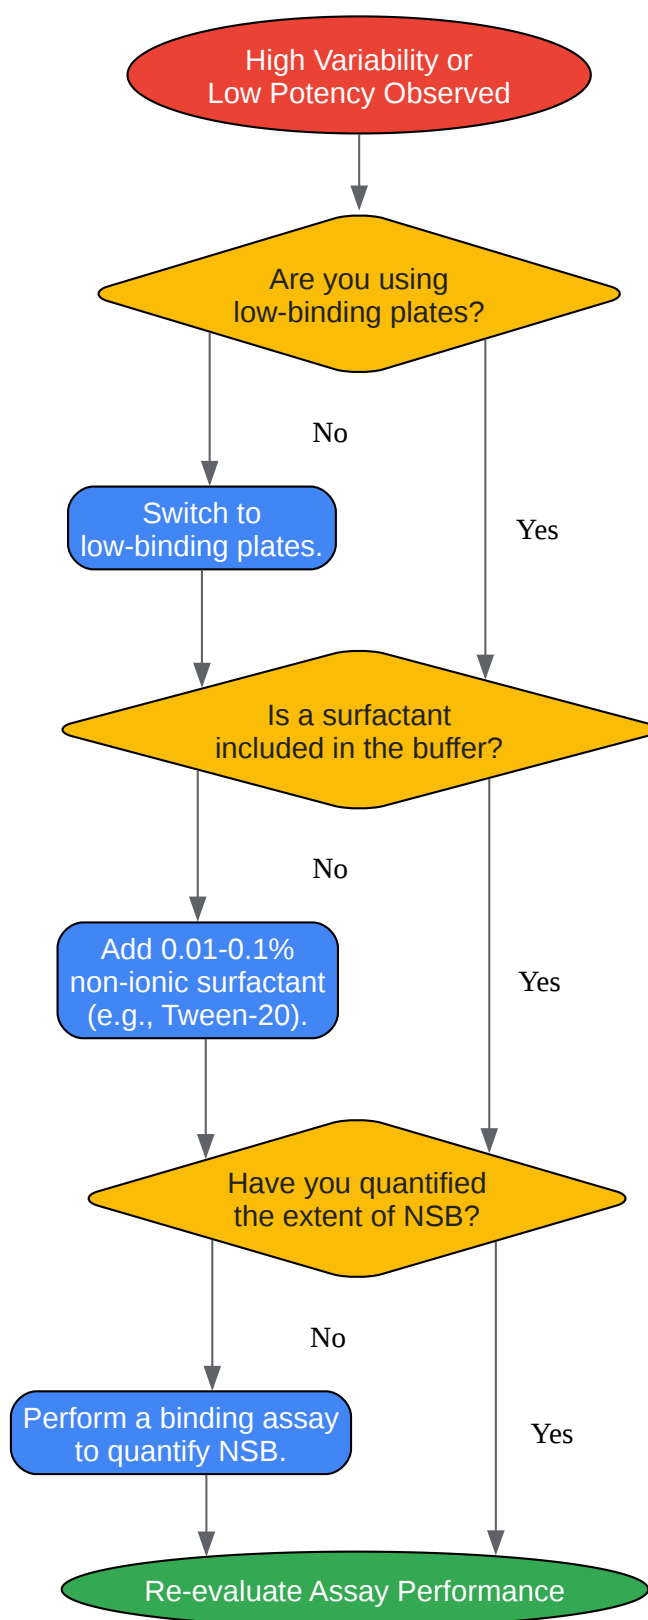 High Variability or
Low Potency Observed
Are you using
low-binding plates?
No
Switch to
low-binding plates.
Yes
Is a surfactant
included in the buffer?
No
Add 0.01-0.1%
non-ionic surfactant
(e.g., Tween-20).
Yes
Have you quantified
the extent of NSB?
No
Perform a binding assay
to quantify NSB.
Yes
Re-evaluate Assay Performance